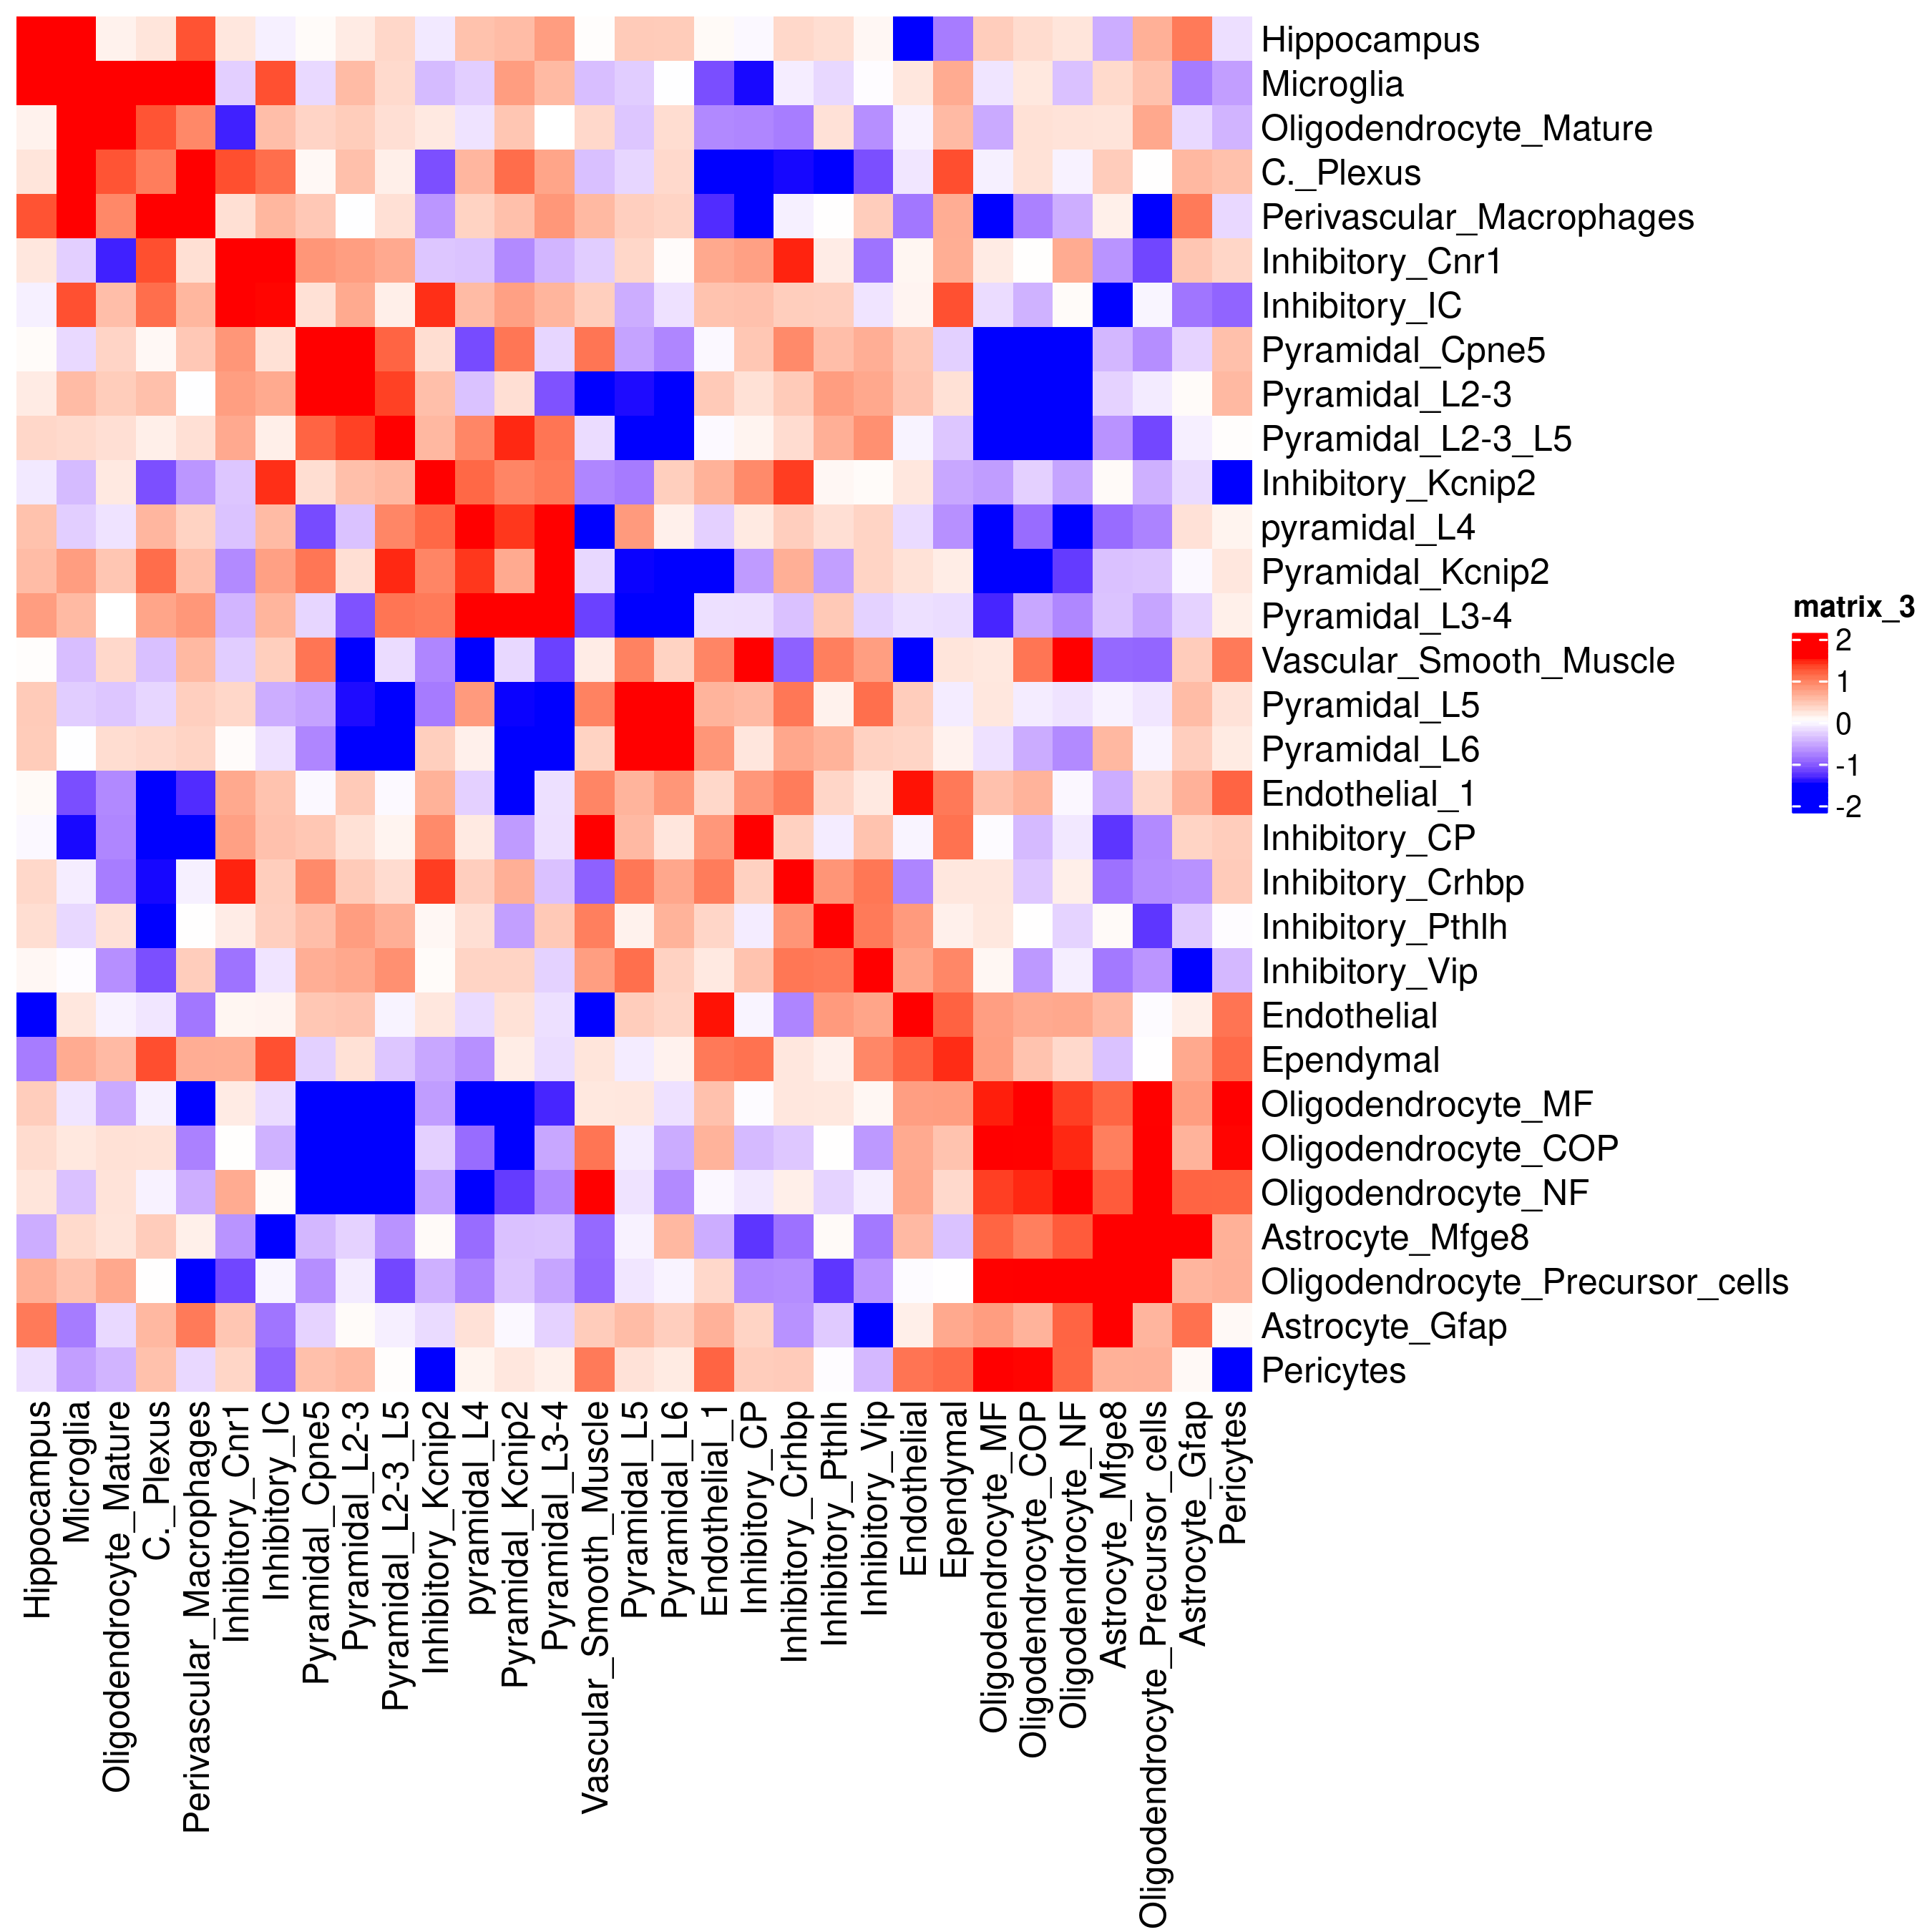 Hippocampus
Microglia
Oligodendrocyte_Mature
C._Plexus
Perivascular_Macrophages
Inhibitory_Cnr1
Inhibitory_IC
Pyramidal_Cpne5
Pyramidal_L2-3
Pyramidal_L2-3_L5
Inhibitory_Kcnip2
pyramidal_L4
Pyramidal_Kcnip2
Pyramidal_L3-4
Vascular_Smooth_Muscle
Pyramidal_L5
Pyramidal_L6
Endothelial_1
Inhibitory_CP
Inhibitory_Crhbp
Inhibitory_Pthlh
Inhibitory_Vip
Endothelial
Ependymal
Oligodendrocyte_MF
Oligodendrocyte_COP
Oligodendrocyte_NF
Astrocyte_Mfge8
Oligodendrocyte_Precursor_cells
Astrocyte_Gfap
Pericytes
matrix_3
2
1
0
-1
-2
Hippocampus
Microglia
Oligodendrocyte_Mature
C._Plexus
Perivascular_Macrophages
Inhibitory_Cnr1
Inhibitory_IC
Pyramidal_Cpne5
Pyramidal_L2-3
Pyramidal_L2-3_L5
Inhibitory_Kcnip2
pyramidal_L4
Pyramidal_Kcnip2
Pyramidal_L3-4
Vascular_Smooth_Muscle
Pyramidal_L5
Pyramidal_L6
Endothelial_1
Inhibitory_CP
Inhibitory_Crhbp
Inhibitory_Pthlh
Inhibitory_Vip
Endothelial
Ependymal
Oligodendrocyte_MF
Oligodendrocyte_COP
Oligodendrocyte_NF
Astrocyte_Mfge8
Oligodendrocyte_Precursor_cells
Astrocyte_Gfap
Pericytes